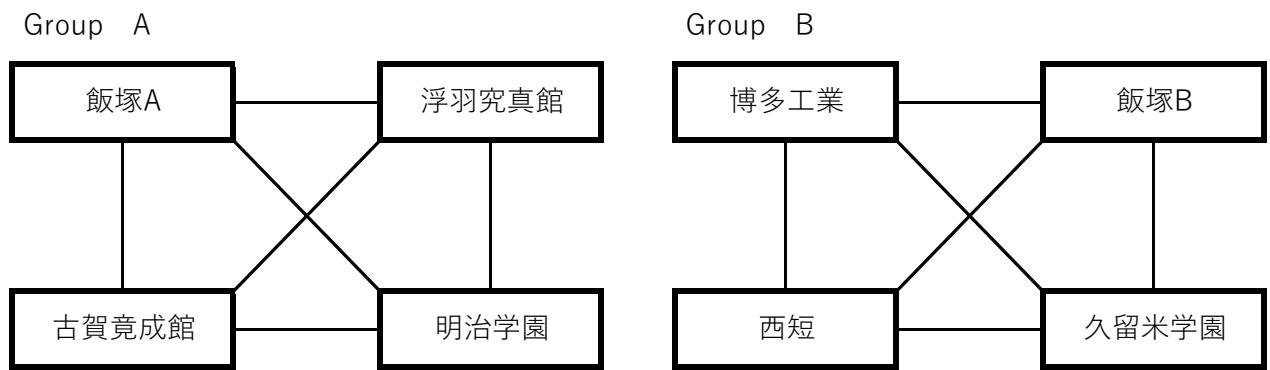 Group　A
Group　B
飯塚A
浮羽究真館
博多工業
飯塚B
古賀竟成館
明治学園
西短
久留米学園